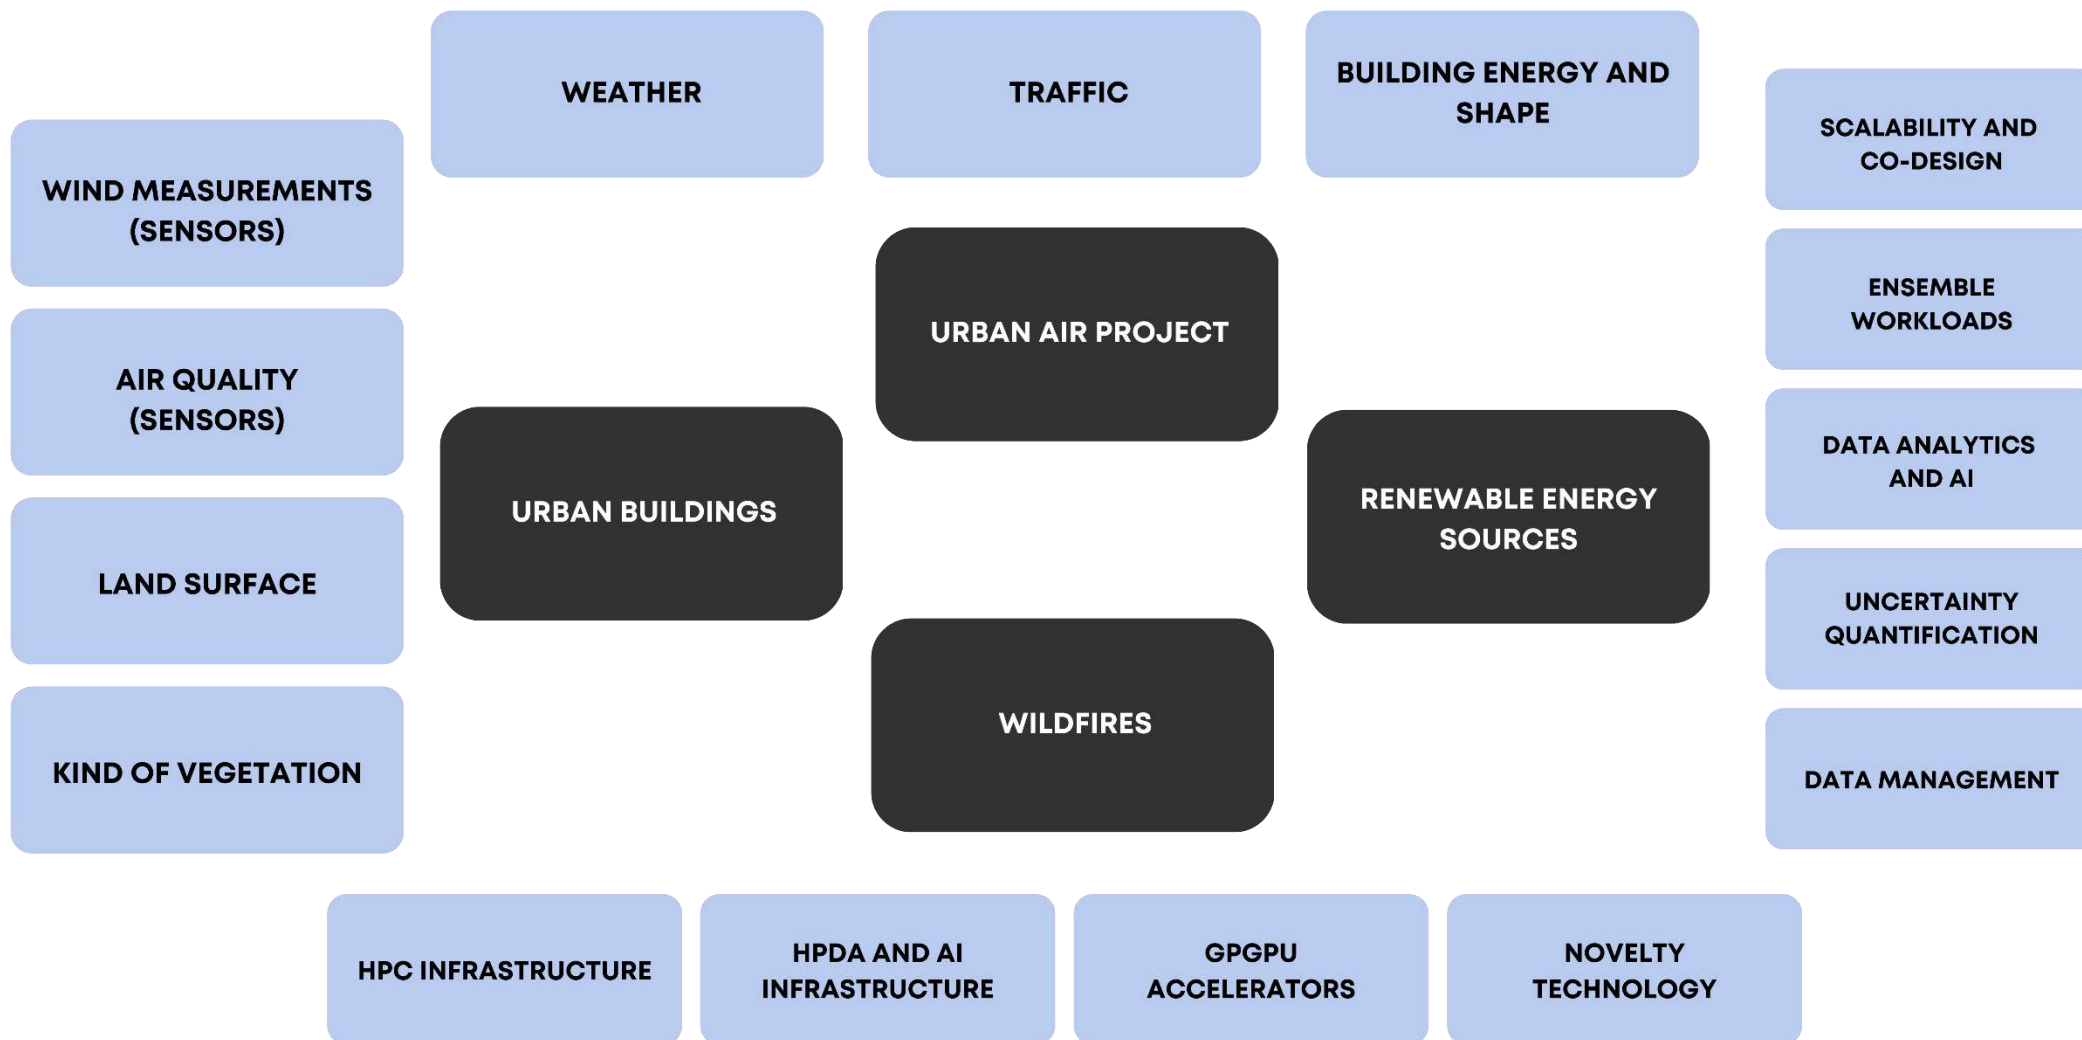 WEATHER
TRAFFIC
BUILDING ENERGY AND
SHAPE
WIND MEASUREMENTS
(SENSORS)
AIR QUALITY
(SENSORS)
LAND SURFACE
KIND OF VEGETATION
URBAN AIR PROJECT
URBAN BUILDINGS
RENEWABLE ENERGY
SOURCES
WILDFIRES
SCALABILITY AND
CO-DESIGN
ENSEMBLE
WORKLOADS
DATA ANALYTICS
AND AI
UNCERTAINTY
QUANTIFICATION
DATA MANAGEMENT
HPC INFRASTRUCTURE
HPDA AND AI
INFRASTRUCTURE
GPGPU
ACCELERATORS
NOVELTY
TECHNOLOGY